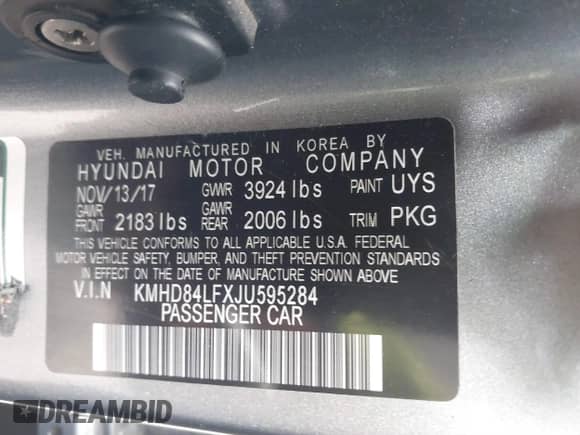 VEH. MANUFACTURED IN KOREA BY
HYUNDAI MOTOR COMPANY
NOV/13/17 GVWR 3924 lbs PAINT UYS
GAWR FRONT 2183 lbs GAWR REAR 2006 lbs TRIM PKG
THIS VEHICLE CONFORMS TO ALL APPLICABLE U.S.A. FEDERAL
MOTOR VEHICLE SAFETY, BUMPER, AND THEFT PREVENTION STANDARDS
IN EFFECT ON THE DATE OF MANUFACTURE SHOWN ABOVE
V.I.N KMHD84LFXJU595284
PASSENGER CAR
DREAMBID